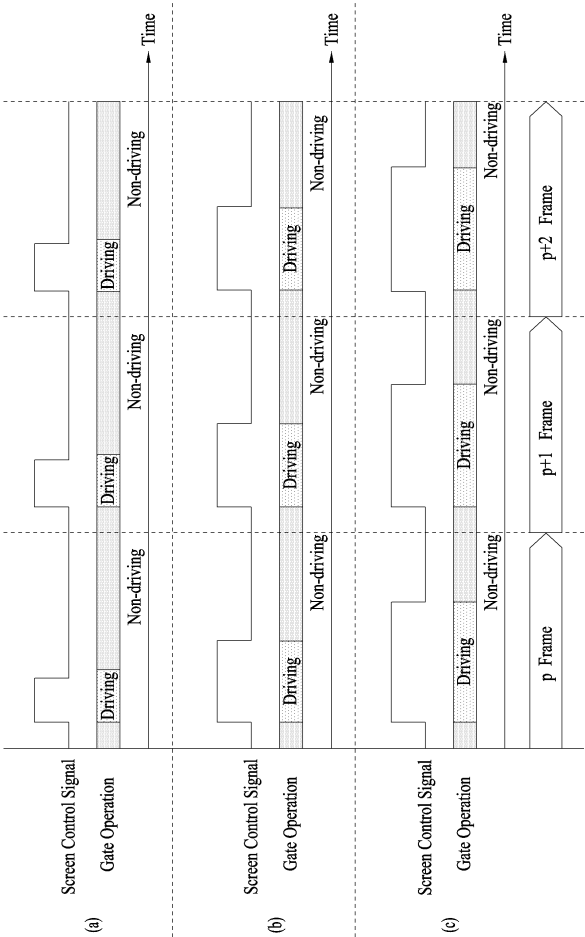 (a)
Screen Control Signal
Gate Operation
Driving
Driving
Driving
Non-driving
Non-driving
Non-driving
Time
(b)
Screen Control Signal
Gate Operation
Driving
Driving
Driving
Non-driving
Non-driving
Non-driving
Time
(c)
Screen Control Signal
Gate Operation
Driving
Driving
Driving
Non-driving
Non-driving
Non-driving
Time
p Frame
p+1 Frame
p+2 Frame